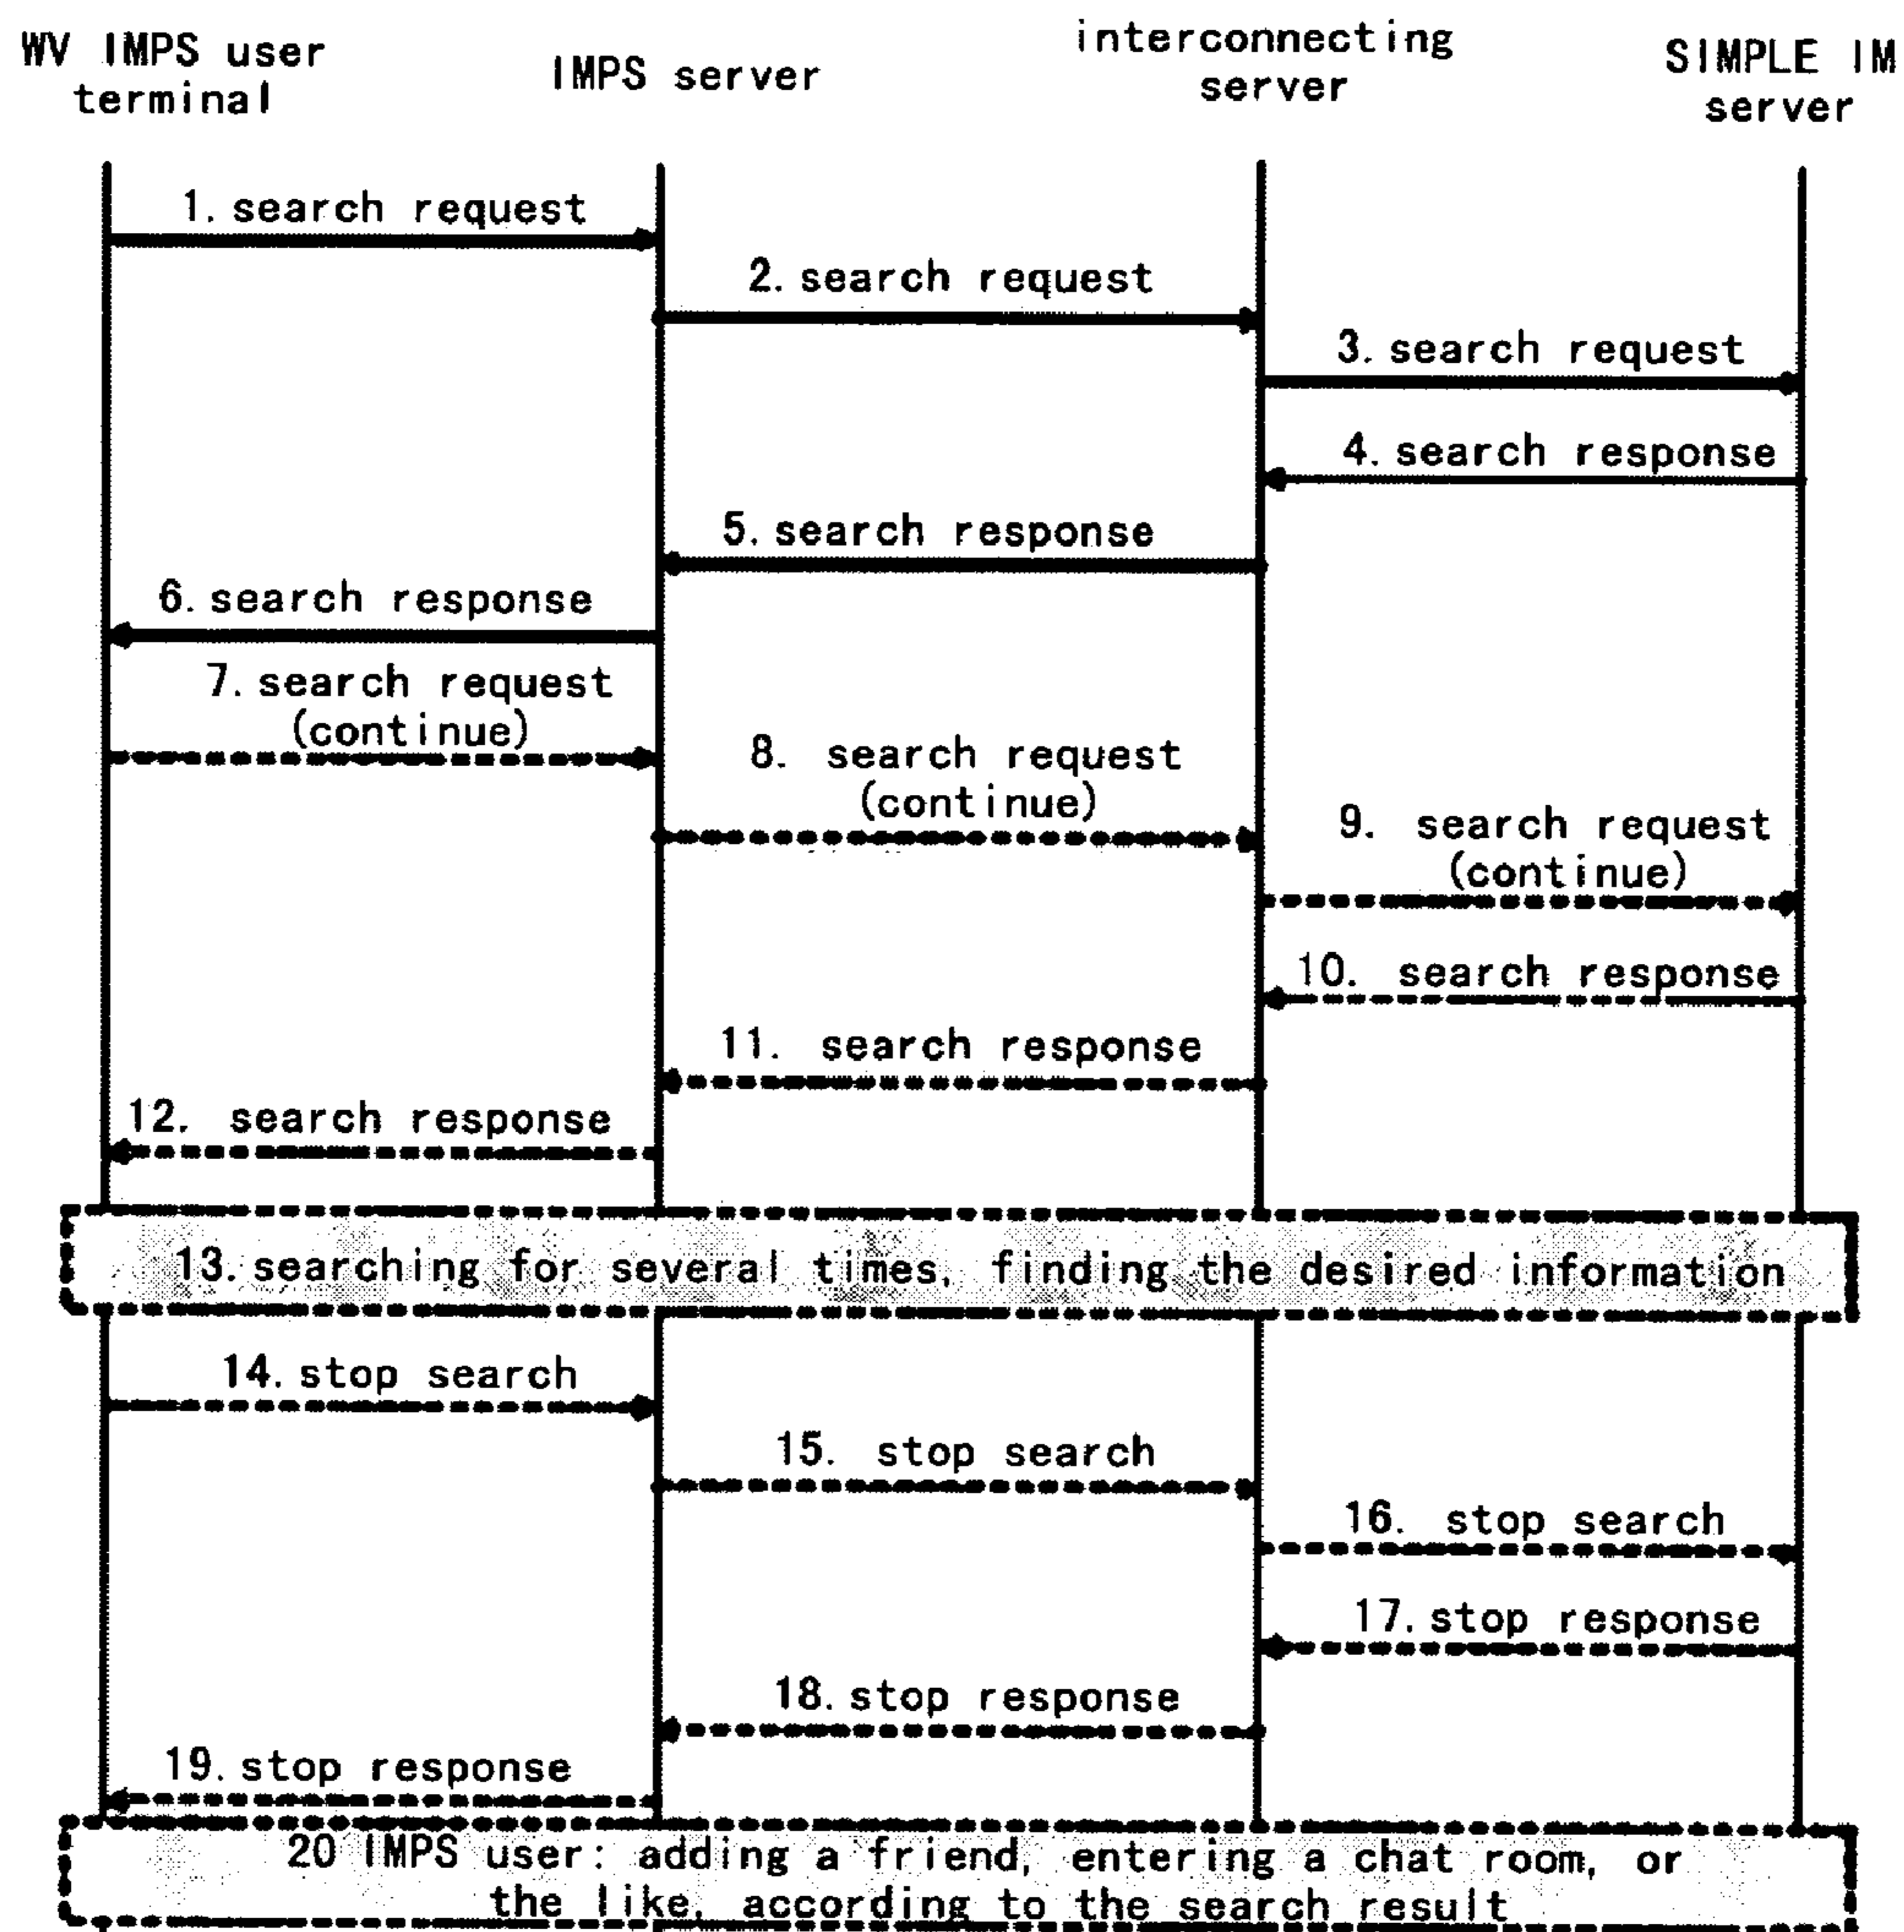 WV IMPS user
terminal
IMPS server
interconnecting
server
SIMPLE IM
server
1. search request
2. search request
3. search request
4. search response
5. search response
6. search response
7. search request
(continue)
8. search request
(continue)
9. search request
(continue)
10. search response
11. search response
12. search response
13. searching for several times, finding the desired information
14. stop search
15. stop search
16. stop search
17. stop response
18. stop response
19. stop response
20 IMPS user: adding a friend, entering a chat room, or
the like, according to the search result